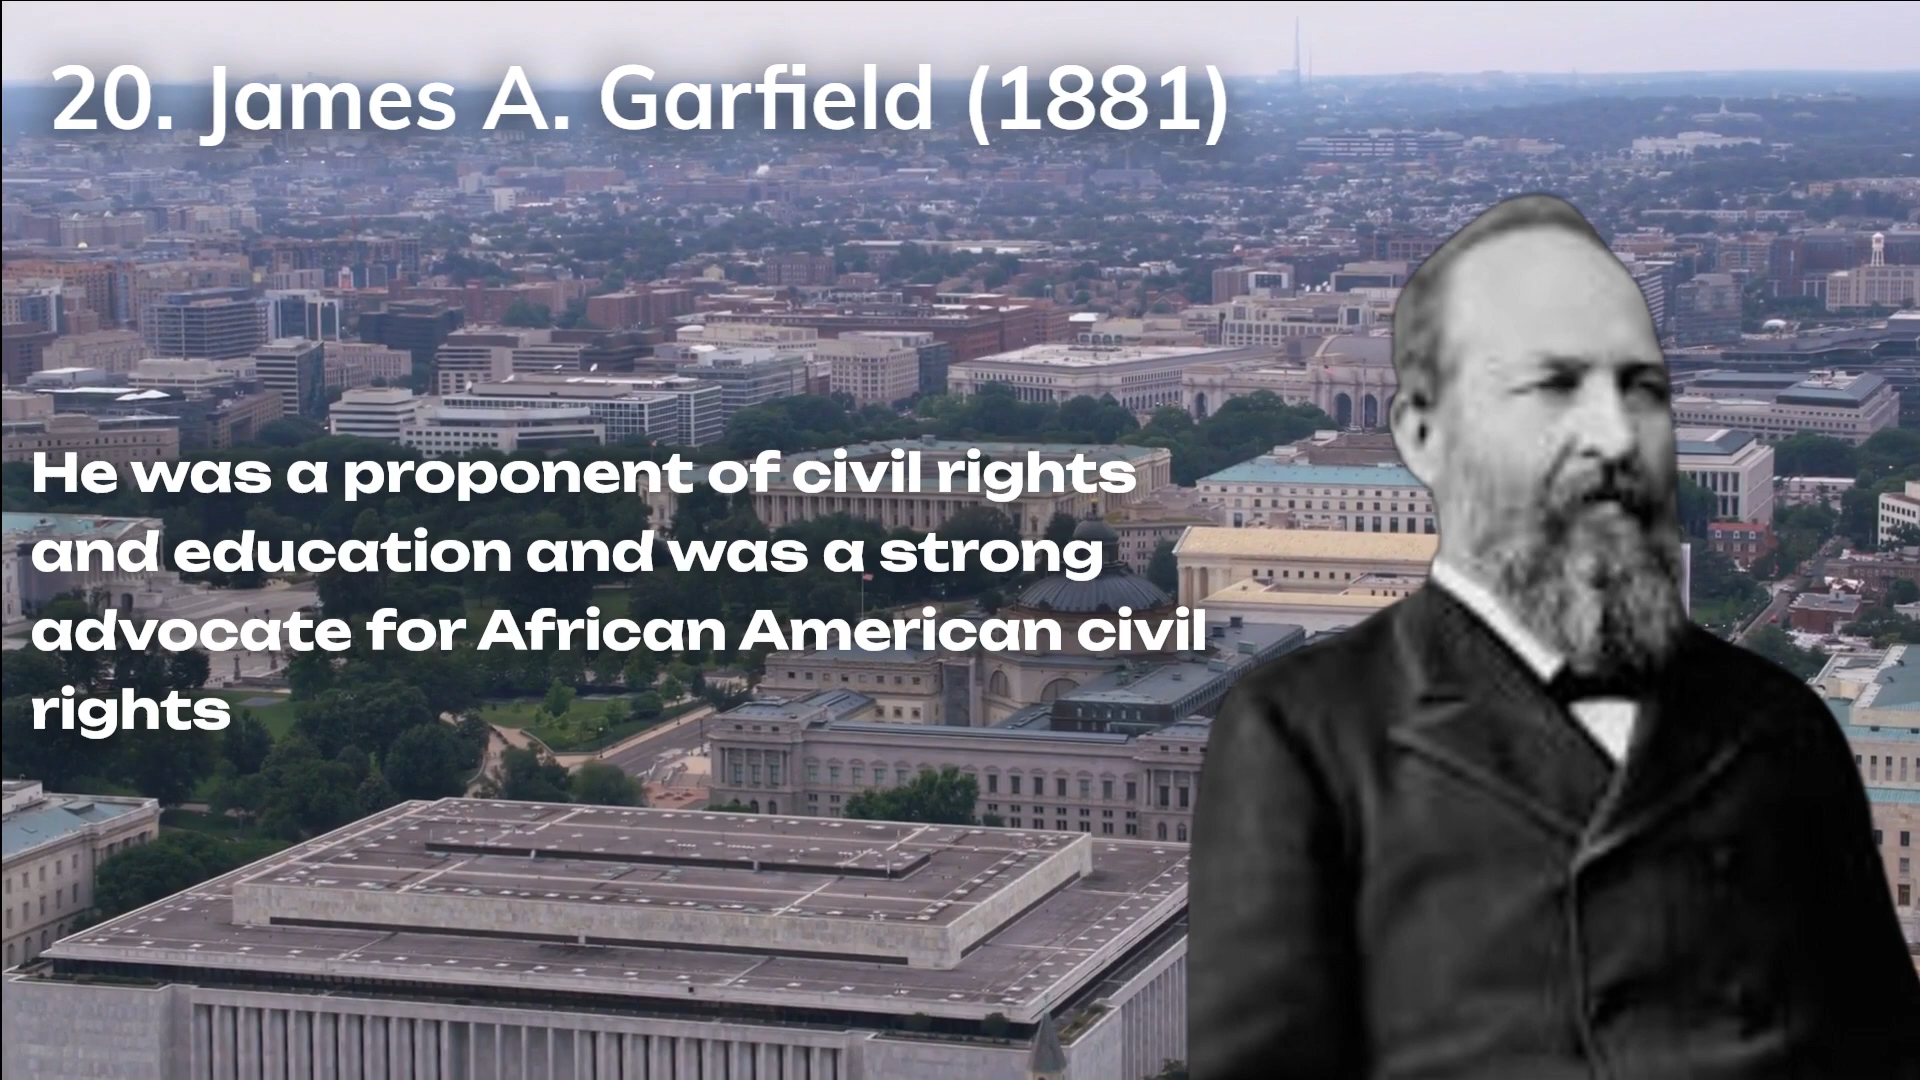 20. James A. Garfield (1881)
He was a proponent of civil rights
and education and was a strong
advocate for African American civil
rights